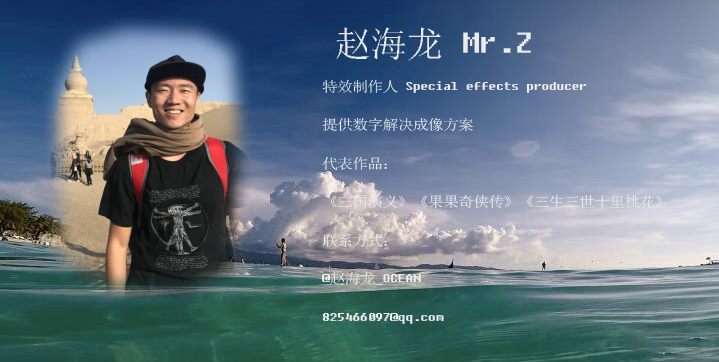 赵海龙 Mr.Z
特效制作人 Special effects producer
提供数字解决成像方案
代表作品：
《三国演义》《果果奇侠传》《三生三世十里桃花》
联系方式：
@赵海龙_OCEAN
825466097@qq.com